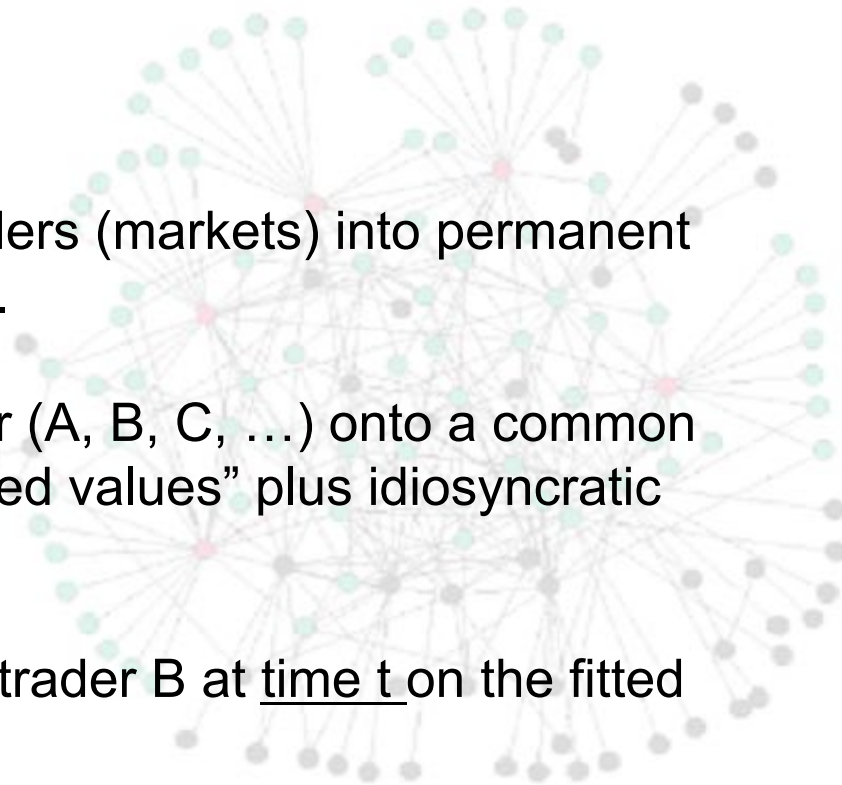 lers (markets) into permanent
.
r (A, B, C, …) onto a common
ed values” plus idiosyncratic
trader B at time t on the fitted